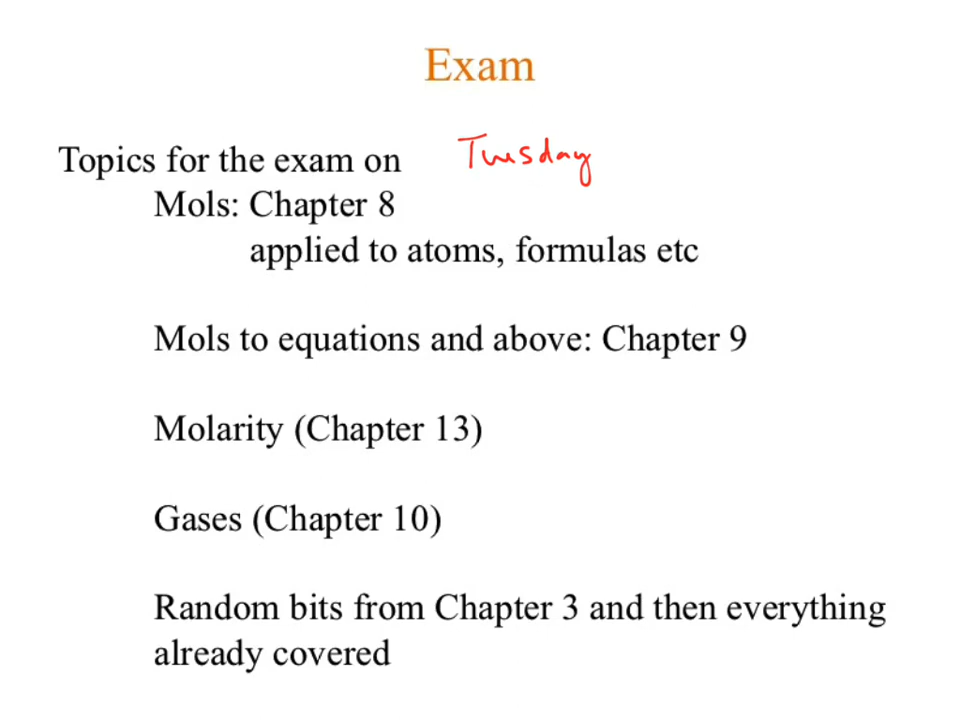 Exam
Topics for the exam on Tuesday
Mols: Chapter 8
applied to atoms, formulas etc
Mols to equations and above: Chapter 9
Molarity (Chapter 13)
Gases (Chapter 10)
Random bits from Chapter 3 and then everything
already covered